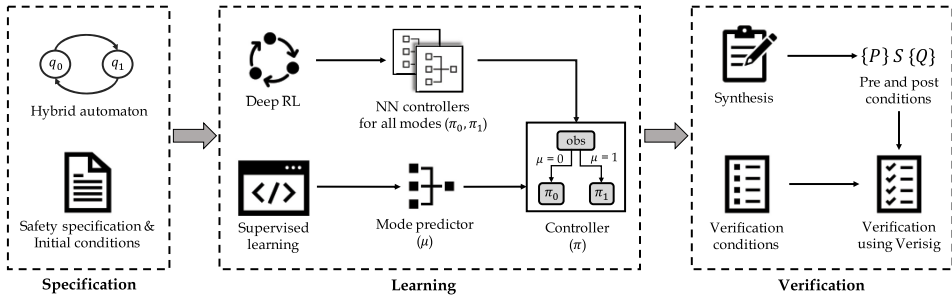 q₀
q₁
Hybrid automaton
Safety specification &
Initial conditions
Specification
Deep RL
NN controllers
for all modes (π₀, π₁)
</>
Supervised
learning
Mode predictor
(μ)
obs
μ = 0
μ = 1
π₀
π₁
Controller
(π)
Learning
Synthesis
{P} S {Q}
Pre and post
conditions
Verification
conditions
Verification
using Verisig
Verification